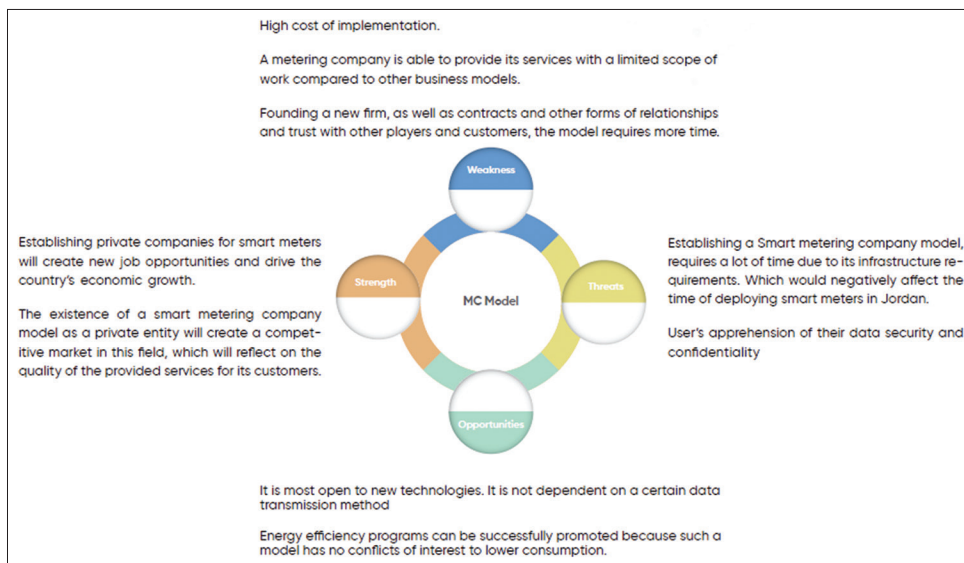 High cost of implementation.
A metering company is able to provide its services with a limited scope of
work compared to other business models.
Founding a new firm, as well as contracts and other forms of relationships
and trust with other players and customers, the model requires more time.
Weakness
Establishing private companies for smart meters
will create new job opportunities and drive the
country's economic growth.
The existence of a smart metering company
model as a private entity will create a compet-
itive market in this field, which will reflect on the
quality of the provided services for its customers.
Strength
MC Model
Threats
Establishing a Smart metering company model,
requires a lot of time due to its infrastructure re-
quirements. Which would negatively affect the
time of deploying smart meters in Jordan.
User's apprehension of their data security and
confidentiality
Opportunities
It is most open to new technologies. It is not dependent on a certain data
transmission method
Energy efficiency programs can be successfully promoted because such a
model has no conflicts of interest to lower consumption.